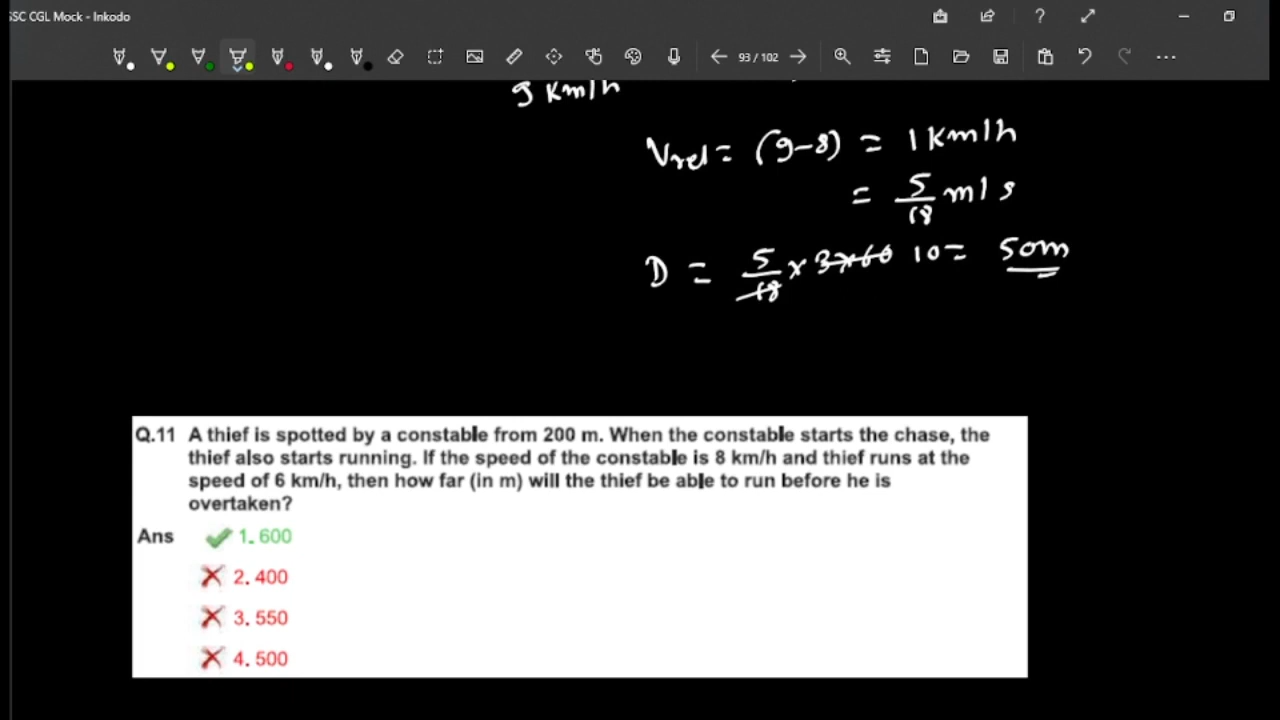 SSC CGL Mock - Inkodo
93 / 102
9 Km/h
Vrel = (9-8) = 1 Km/h
= 5/18 m/s
D = 5/18 x 3x60 10 = 50m
Q.11 A thief is spotted by a constable from 200 m. When the constable starts the chase, the
thief also starts running. If the speed of the constable is 8 km/h and thief runs at the
speed of 6 km/h, then how far (in m) will the thief be able to run before he is
overtaken?
Ans 1. 600
2. 400
3. 550
4. 500